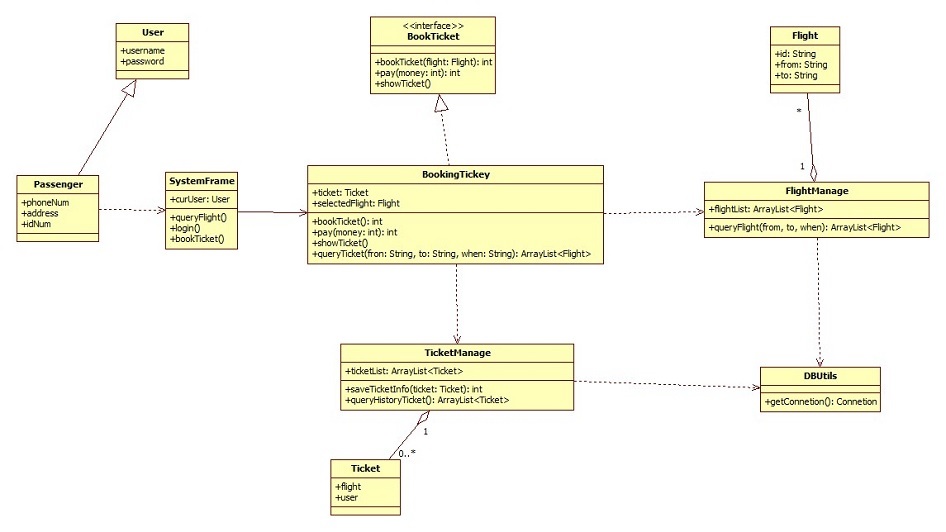 User
+username
+password
<<interface>>
BookTicket
+bookTicket(flight: Flight): int
+pay(money: int): int
+showTicket()
Flight
+id: String
+from: String
+to: String
*
1
Passenger
+phoneNum
+address
+idNum
SystemFrame
+curUser: User
+queryFlight()
+login()
+bookTicket()
BookingTickey
+ticket: Ticket
+selectedFlight: Flight
+bookTicket(): int
+pay(money: int): int
+showTicket()
+queryTicket(fron: String, to: String, when: String): ArrayList<Flight>
FlightManage
+flightList: ArrayList<Flight>
+queryFlight(from, to, when): ArrayList<Flight>
TicketManage
+ticketList: ArrayList<Ticket>
+saveTicketInfo(ticket: Ticket): int
+queryHistoryTicket(): ArrayList<Ticket>
DBUtils
+getConnetion(): Connetion
1
0..*
Ticket
+flight
+user